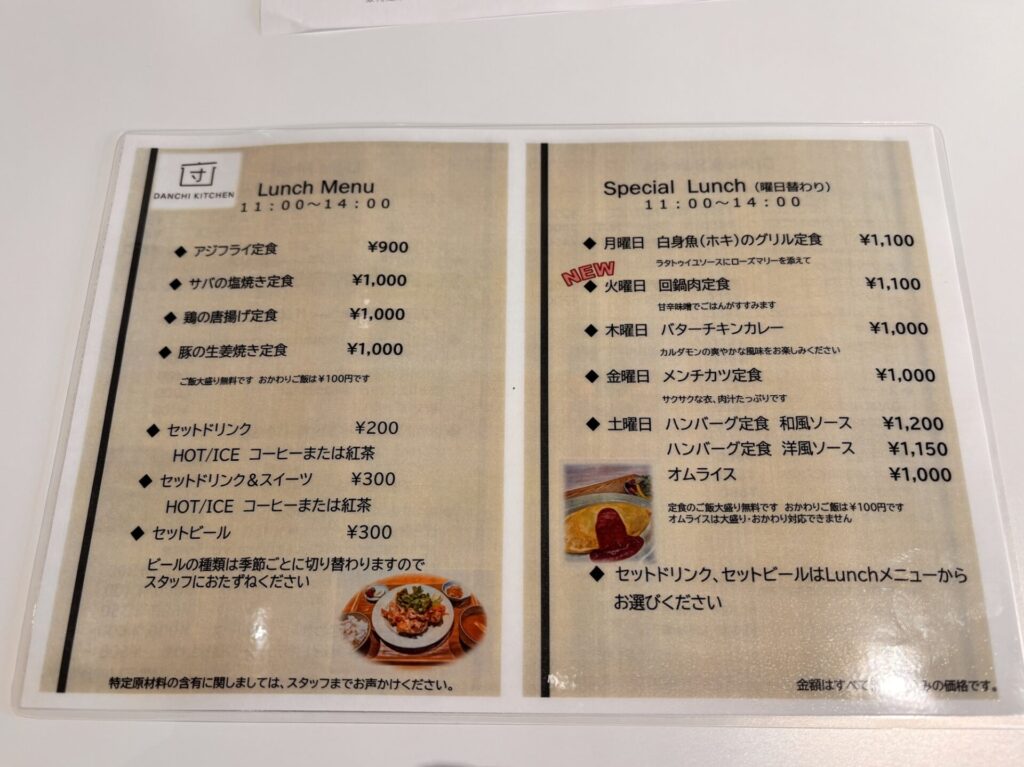 団
DANCHI KITCHEN
Lunch Menu
11:00～14:00
◆ アジフライ定食 ¥900
◆ サバの塩焼き定食 ¥1,000
◆ 鶏の唐揚げ定食 ¥1,000
◆ 豚の生姜焼き定食 ¥1,000
ご飯大盛り無料です おかわりご飯は¥100円です
◆ セットドリンク ¥200
HOT/ICE コーヒーまたは紅茶
◆ セットドリンク＆スイーツ ¥300
HOT/ICE コーヒーまたは紅茶
◆ セットビール ¥300
ビールの種類は季節ごとに切り替わりますので
スタッフにおたずねください
特定原材料の含有に関しましては、スタッフまでお声かけください。
Special Lunch（曜日替わり）
11:00～14:00
◆ 月曜日 白身魚（ホキ）のグリル定食 ¥1,100
ラタトゥイユソースにローズマリーを添えて
NEW
◆ 火曜日 回鍋肉定食 ¥1,100
甘辛味噌でごはんがすすみます
◆ 木曜日 バターチキンカレー ¥1,000
カルダモンの爽やかな風味をお楽しみください
◆ 金曜日 メンチカツ定食 ¥1,000
サクサクな衣、肉汁たっぷりです
◆ 土曜日 ハンバーグ定食 和風ソース ¥1,200
ハンバーグ定食 洋風ソース ¥1,150
オムライス ¥1,000
定食のご飯大盛り無料です おかわりご飯は¥100円です
オムライスは大盛り・おかわり対応できません
◆ セットドリンク、セットビールはLunchメニューから
お選びください
金額はすべて みの価格です。